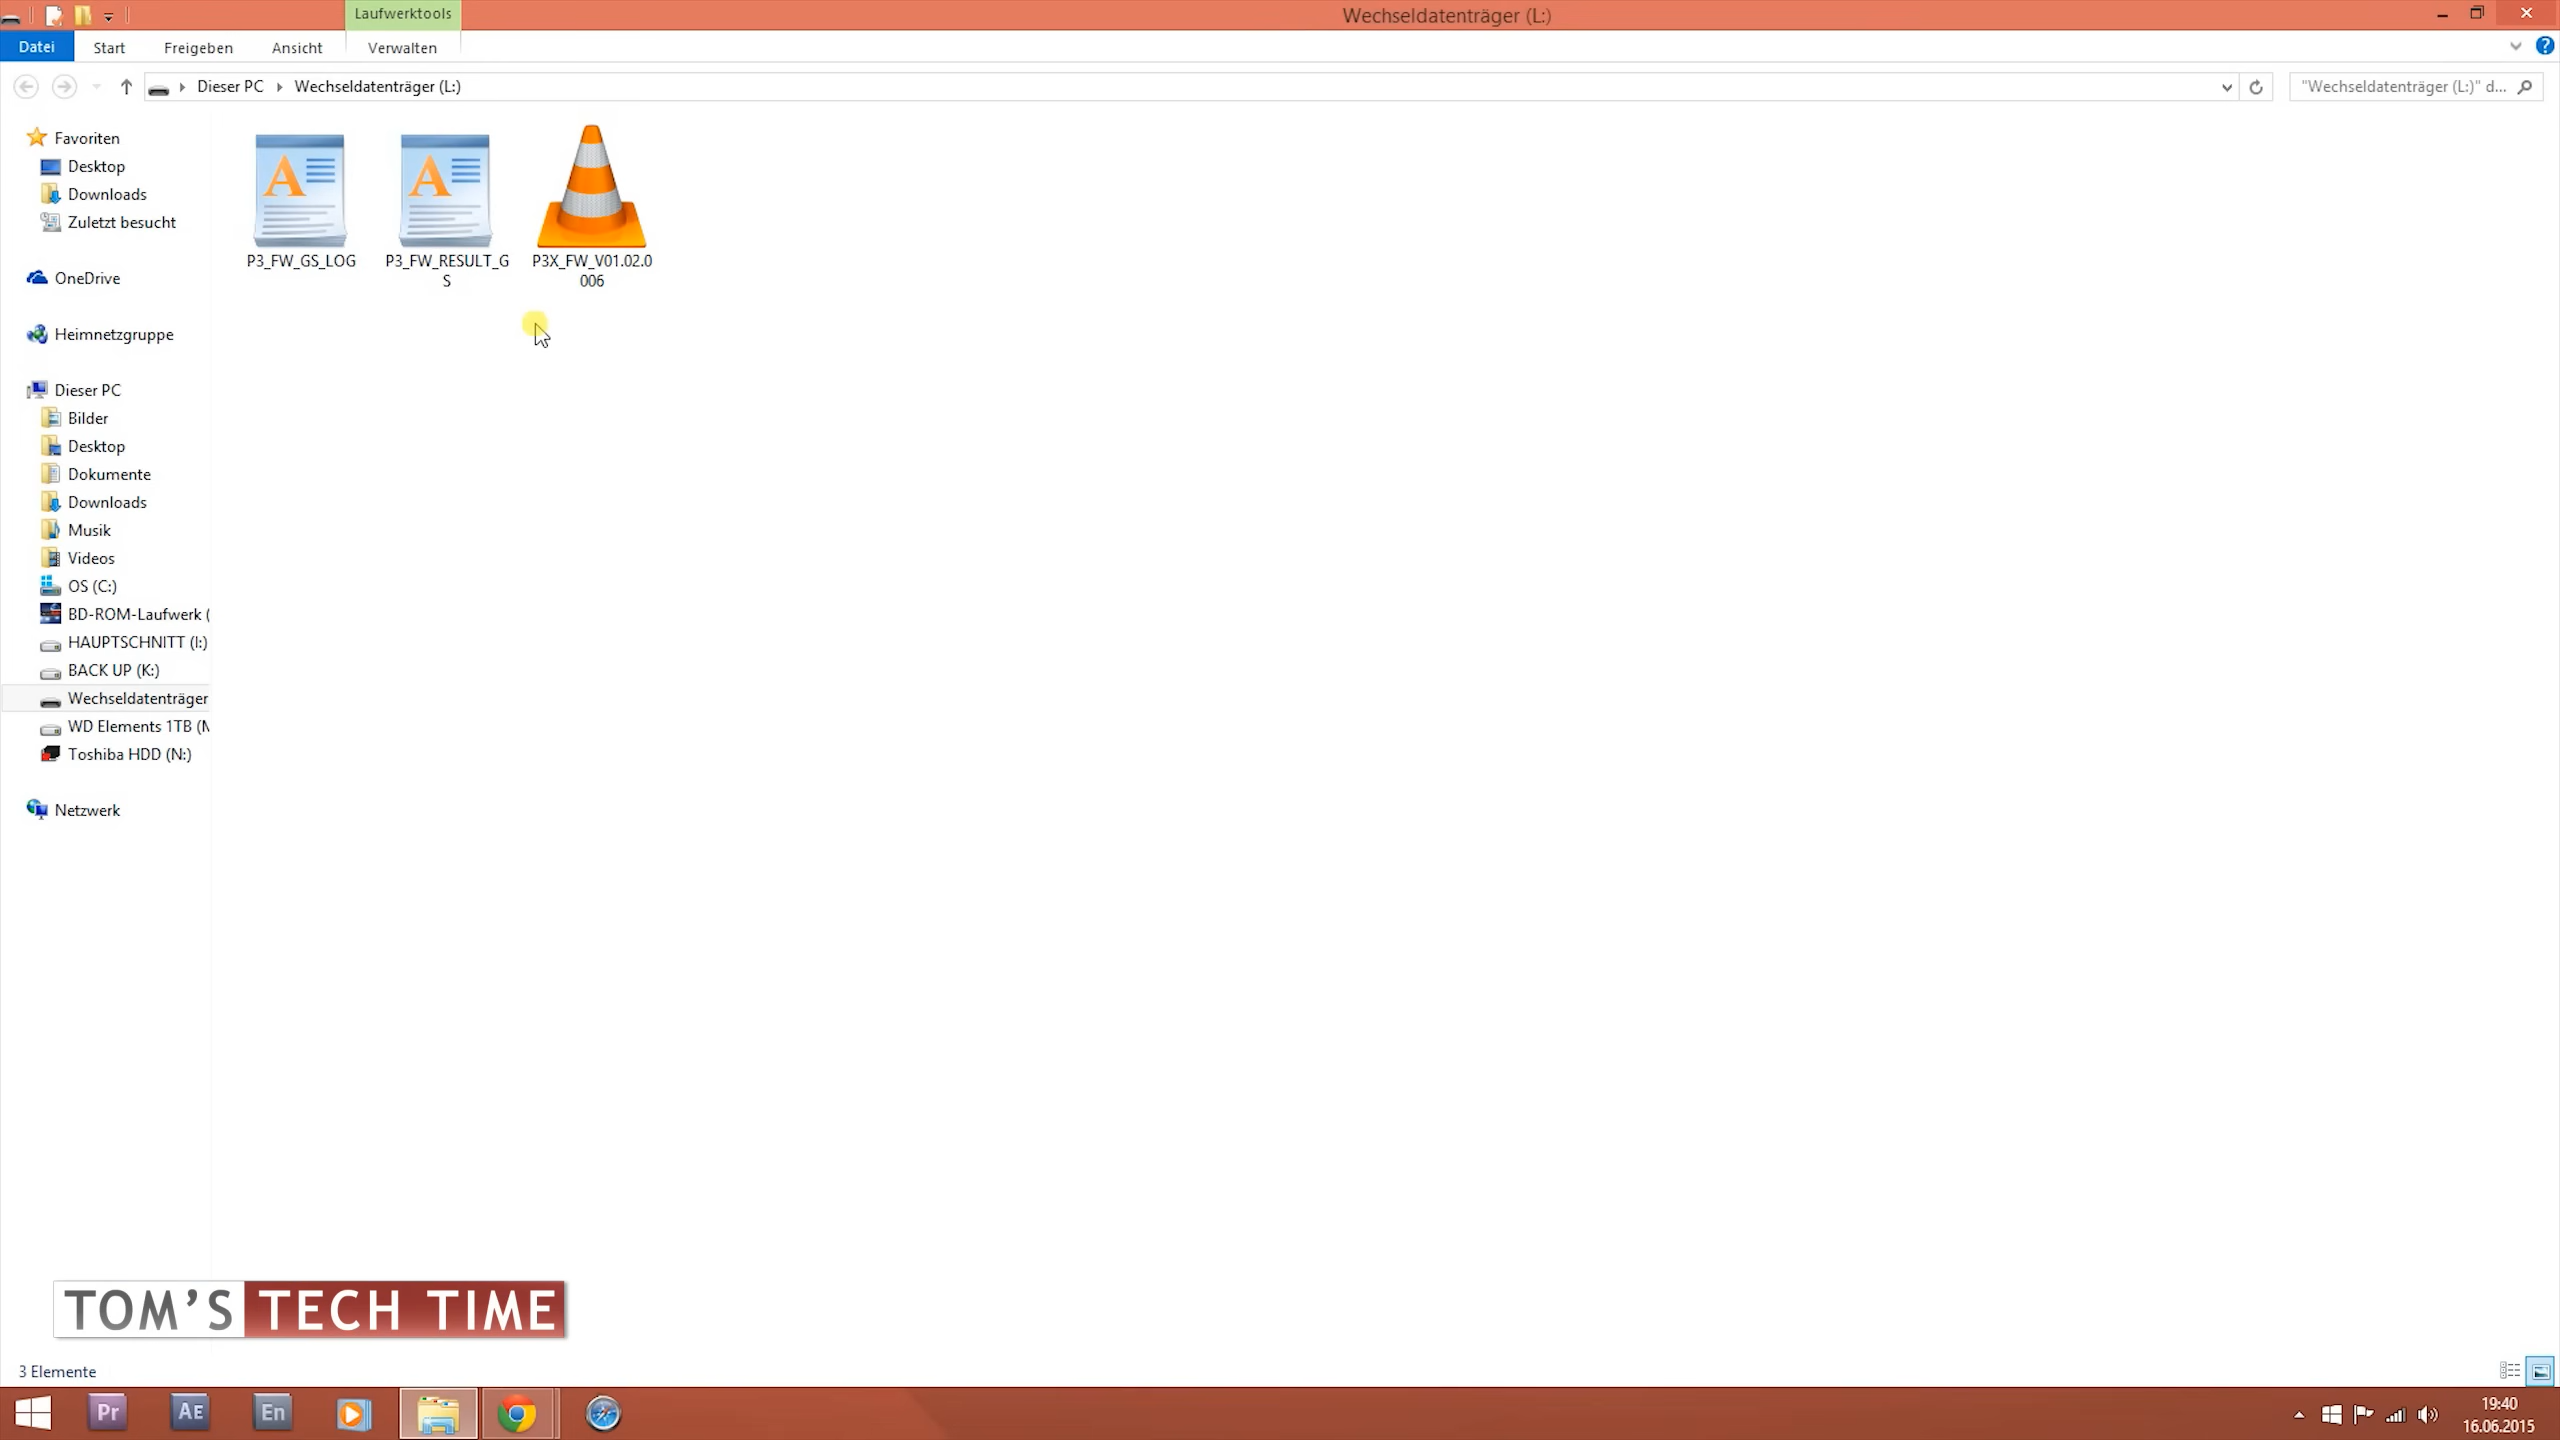 Laufwerktools
Wechseldatenträger (L:)
Datei Start Freigeben Ansicht Verwalten
Dieser PC Wechseldatenträger (L:)
"Wechseldatenträger (L:)" d...
Favoriten
Desktop
Downloads
Zuletzt besucht
OneDrive
Heimnetzgruppe
Dieser PC
Bilder
Desktop
Dokumente
Downloads
Musik
Videos
OS (C:)
BD-ROM-Laufwerk (
HAUPTSCHNITT (I:)
BACK UP (K:)
Wechseldatenträger
WD Elements 1TB (M
Toshiba HDD (N:)
Netzwerk
P3_FW_GS_LOG
P3_FW_RESULT_G
S
P3X_FW_V01.02.0
006
TOM'S TECH TIME
3 Elemente
Pr AE En
19:40
16.06.2015